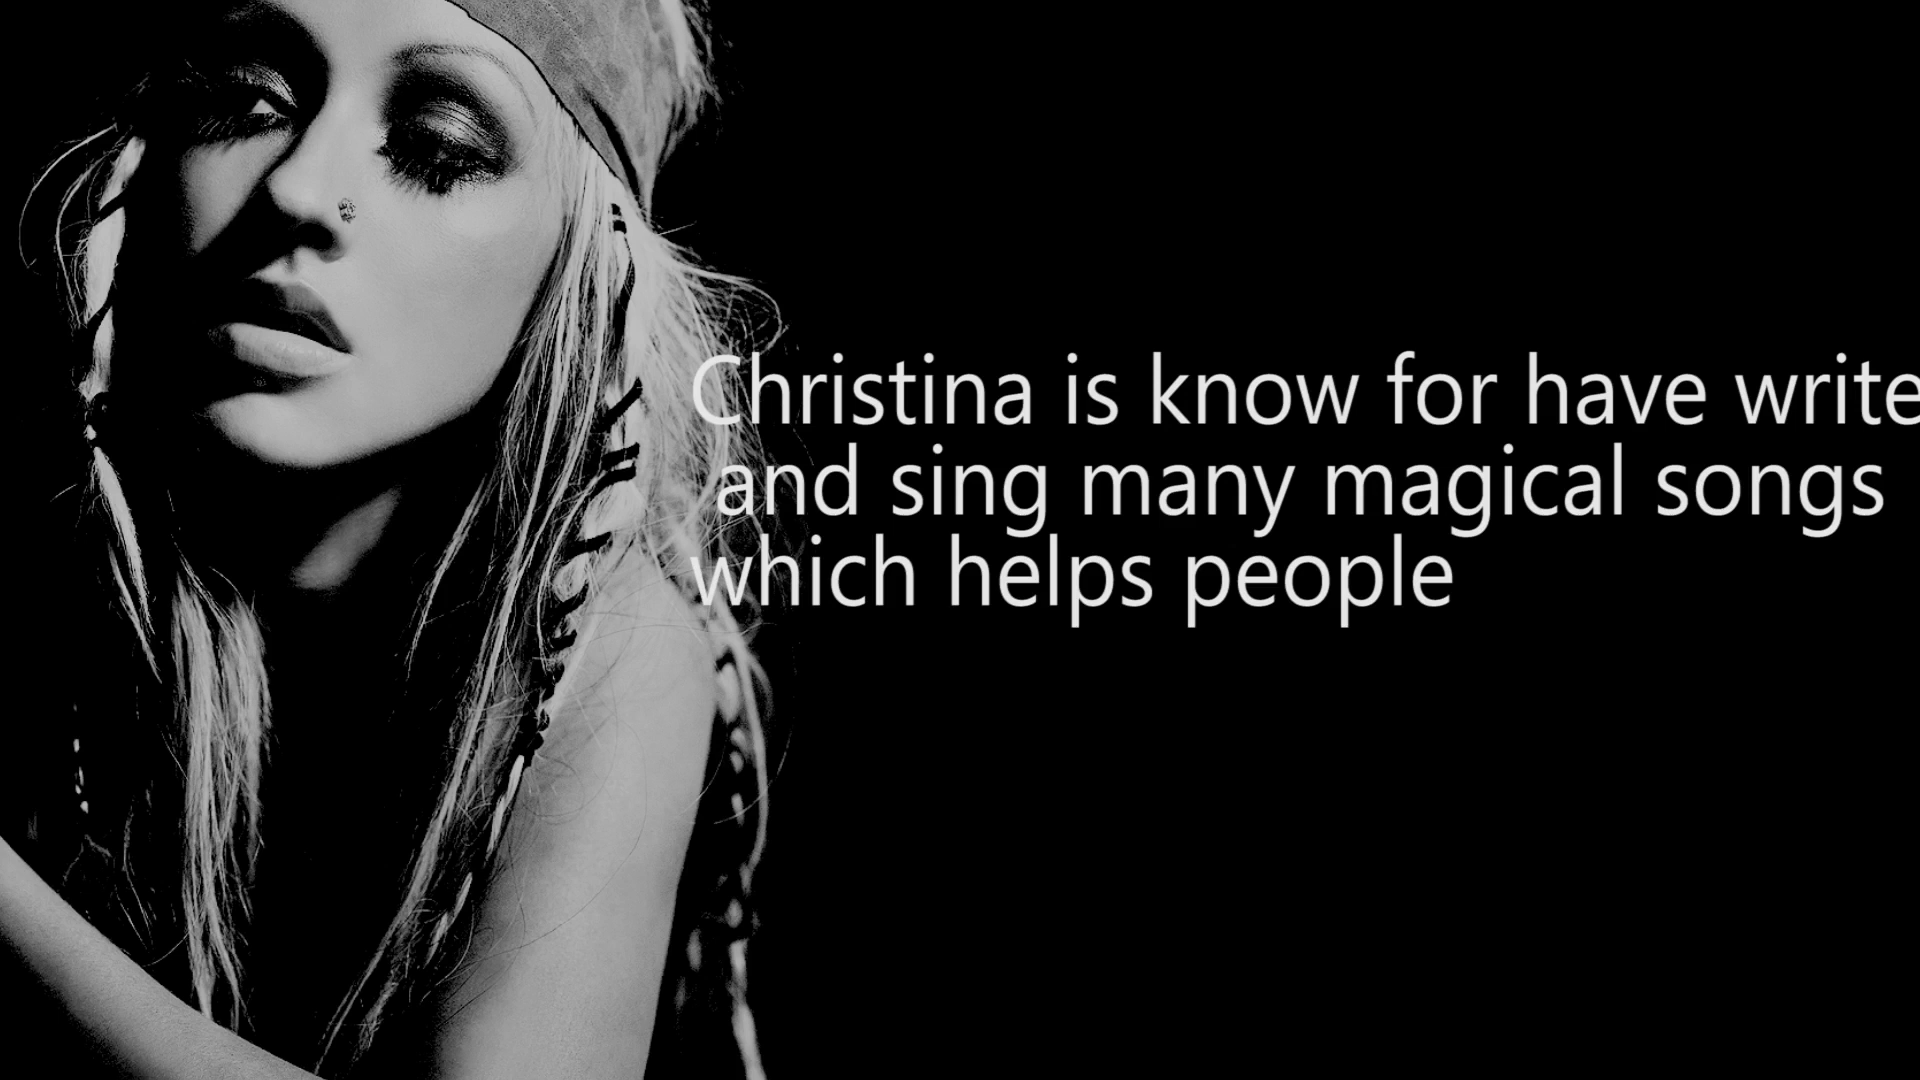 Christina is know for have write
and sing many magical songs
which helps people